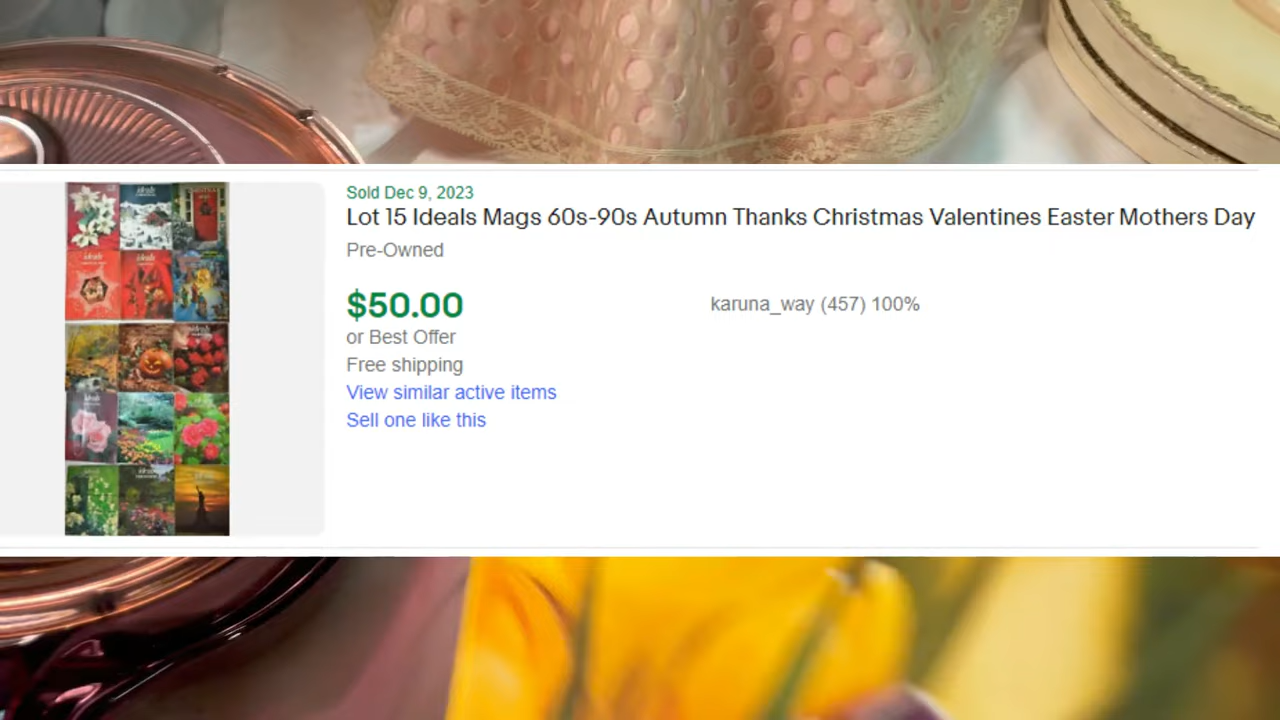 Sold Dec 9, 2023
Lot 15 Ideals Mags 60s-90s Autumn Thanks Christmas Valentines Easter Mothers Day
Pre-Owned
$50.00
karuna_way (457) 100%
or Best Offer
Free shipping
View similar active items
Sell one like this